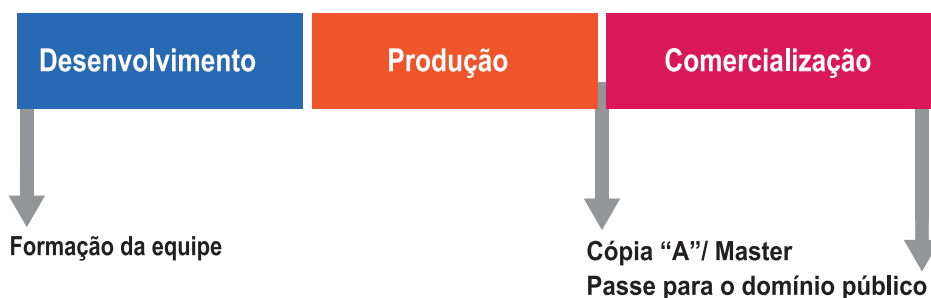 Desenvolvimento
Produção
Comercialização
Formação da equipe
Cópia “A”/ Master
Passe para o domínio público